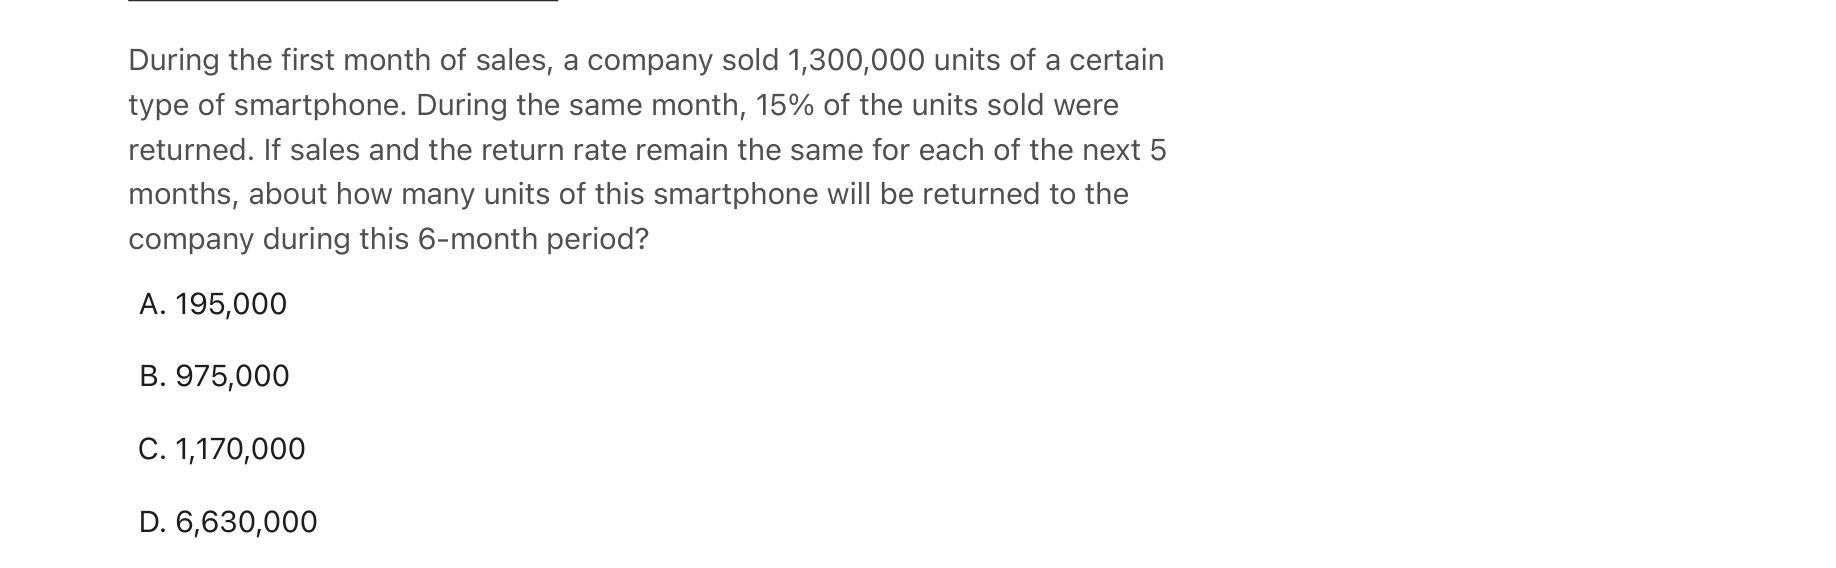 During the first month of sales, a company sold 1,300,000 units of a certain
type of smartphone. During the same month, 15% of the units sold were
returned. If sales and the return rate remain the same for each of the next 5
months, about how many units of this smartphone will be returned to the
company during this 6-month period?
A. 195,000
B. 975,000
C. 1,170,000
D. 6,630,000